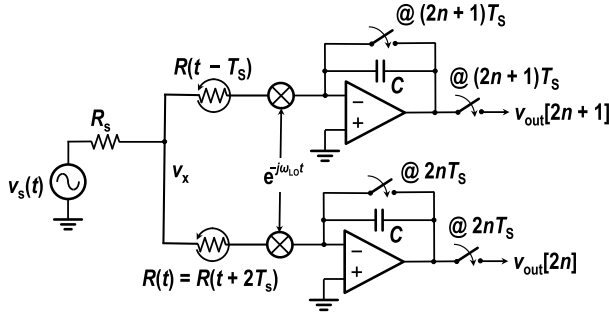 @ (2n + 1)T_S
R(t − T_S)
C
@ (2n + 1)T_S
−
+
v_out[2n + 1]
R_s
v_s(t)
v_x
e^−jω_LO t
@ 2nT_S
C
@ 2nT_S
−
+
v_out[2n]
R(t) = R(t + 2T_s)